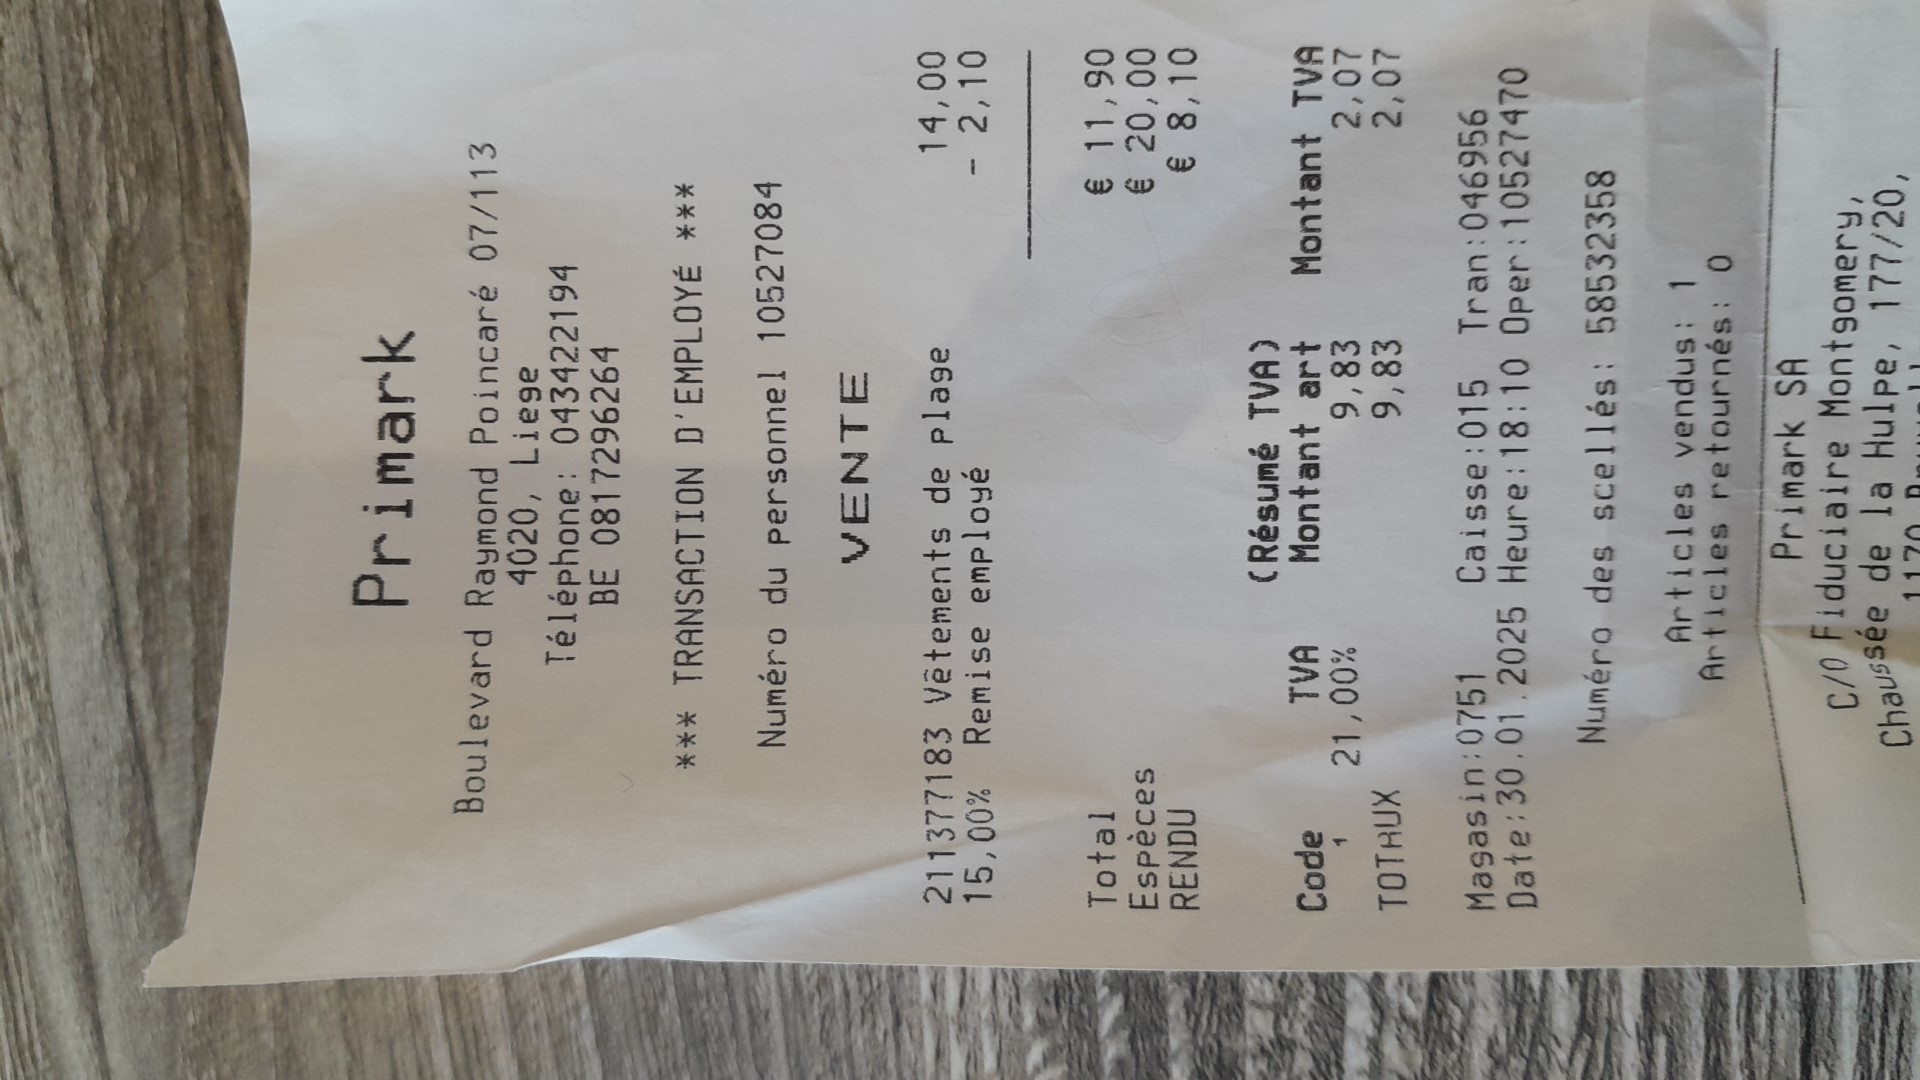 Primark
Boulevard Raymond Poincaré 07/113
4020, Liege
Téléphone: 043422194
BE 0817296264
*** TRANSACTION D'EMPLOYÉ ***
Numéro du personnel 10527084
VENTE
211377183 Vêtements de plage 14,00
15,00% Remise employé - 2,10
Total € 11,90
Espèces € 20,00
RENDU € 8,10
(Résumé TVA)
Code TVA Montant art Montant TVA
1 21,00% 9,83 2,07
TOTAUX 9,83 2,07
Magasin:0751 Caisse:015 Tran:046956
Date:30.01.2025 Heure:18:10 Oper:10527470
Numéro des scellés: 58532358
Articles vendus: 1
Articles retournés: 0
Primark SA
C/O Fiduciaire Montgomery,
Chaussée de la Hulpe, 177/20,
1170